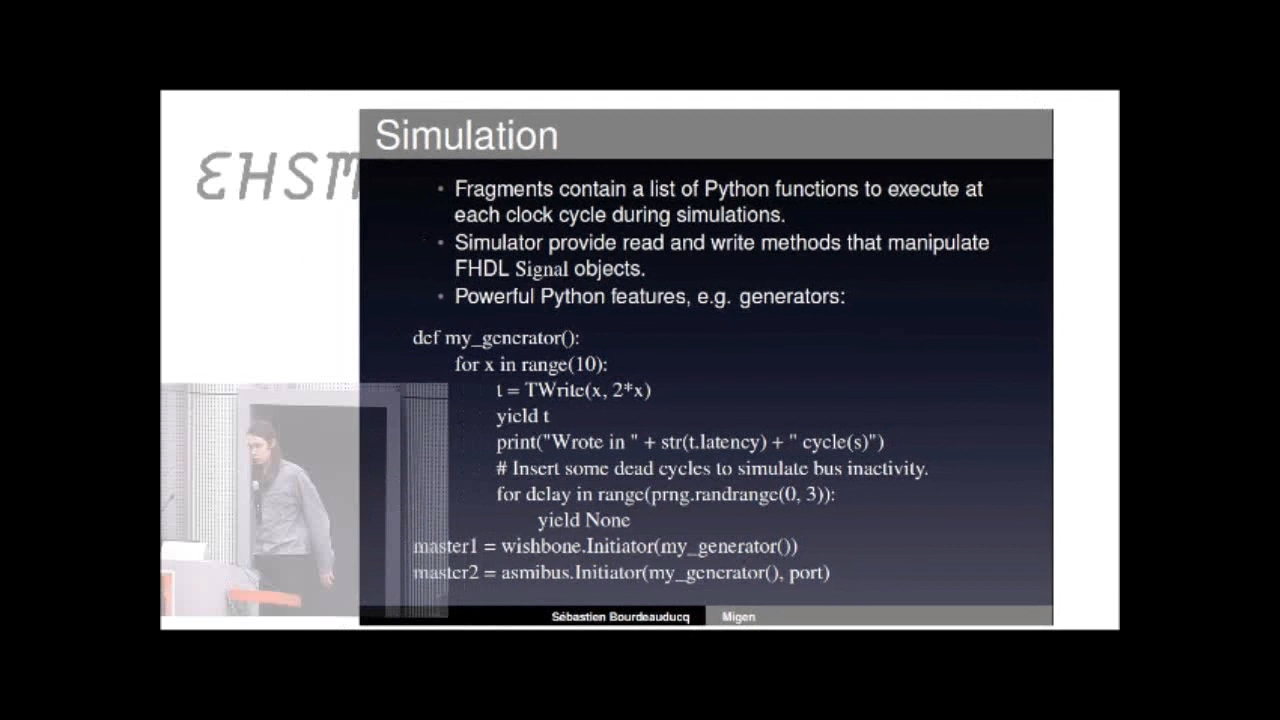 Simulation
EHSM
Fragments contain a list of Python functions to execute at
each clock cycle during simulations.
Simulator provide read and write methods that manipulate
FHDL Signal objects.
Powerful Python features, e.g. generators:
def my_generator():
for x in range(10):
t = TWrite(x, 2*x)
yield t
print("Wrote in " + str(t.latency) + " cycle(s)")
# Insert some dead cycles to simulate bus inactivity.
for delay in range(prng.randrange(0, 3)):
yield None
master1 = wishbone.Initiator(my_generator())
master2 = asmibus.Initiator(my_generator(), port)
Sébastien Bourdeauducq Migen